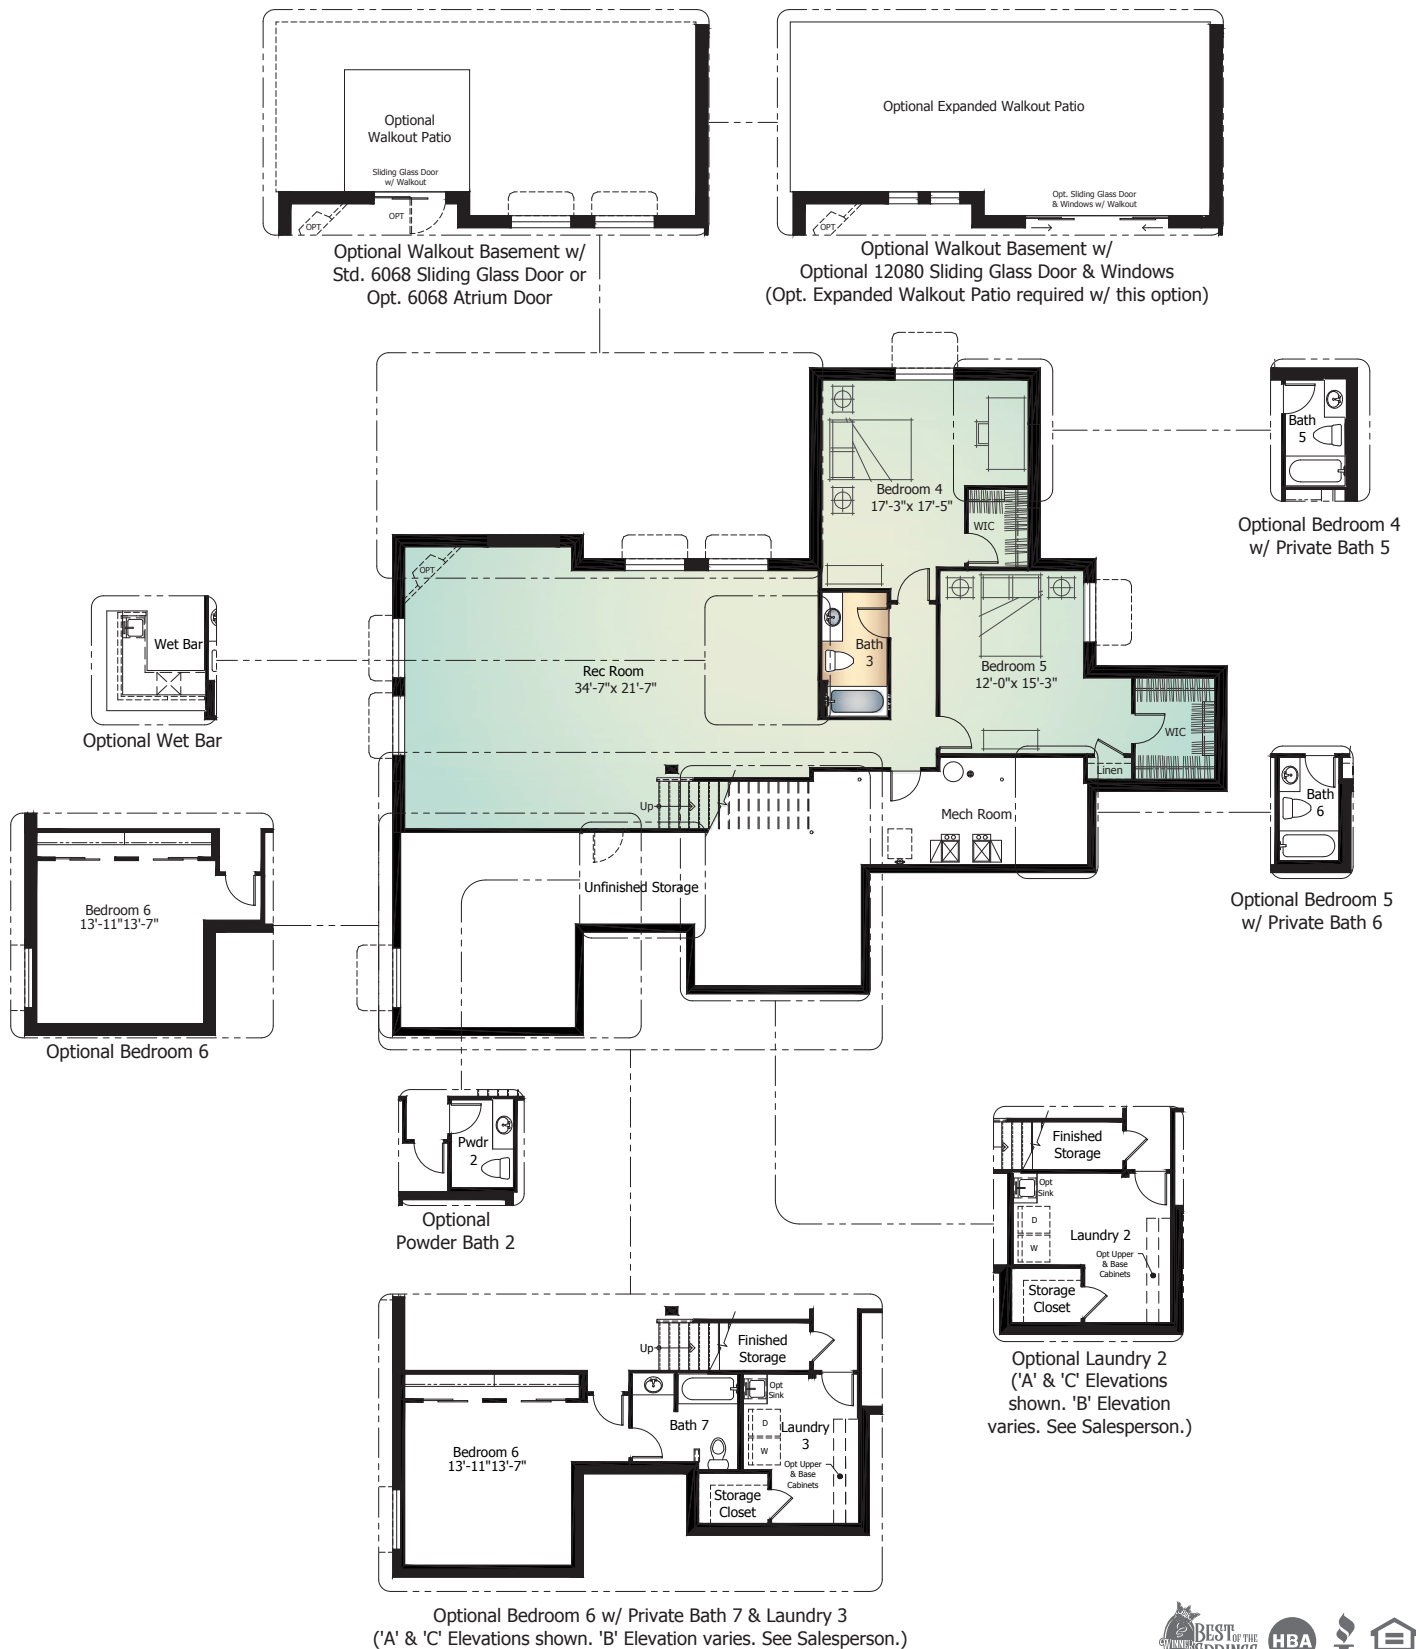 Optional
Walkout Patio
Sliding Glass Door
w/ Walkout
OPT
OPT
Optional Walkout Basement w/
Std. 6068 Sliding Glass Door or
Opt. 6068 Atrium Door
Optional Expanded Walkout Patio
Opt. Sliding Glass Door
& Windows w/ Walkout
OPT
Optional Walkout Basement w/
Optional 12080 Sliding Glass Door & Windows
(Opt. Expanded Walkout Patio required w/ this option)
Bath
5
Optional Bedroom 4
w/ Private Bath 5
Bedroom 4
17'-3"x 17'-5"
WIC
OPT
Wet Bar
Optional Wet Bar
Rec Room
34'-7"x 21'-7"
Bath
3
Bedroom 5
12'-0"x 15'-3"
WIC
Linen
Up
Mech Room
Unfinished Storage
Bath
6
Optional Bedroom 5
w/ Private Bath 6
Bedroom 6
13'-11"13'-7"
Optional Bedroom 6
Pwdr
2
Optional
Powder Bath 2
Finished
Storage
Opt
Sink
D
W
Laundry 2
Opt Upper
& Base
Cabinets
Storage
Closet
Optional Laundry 2
('A' & 'C' Elevations
shown. 'B' Elevation
varies. See Salesperson.)
Up
Finished
Storage
Bedroom 6
13'-11"13'-7"
Bath 7
Opt
Sink
D
W
Laundry
3
Opt Upper
& Base
Cabinets
Storage
Closet
Optional Bedroom 6 w/ Private Bath 7 & Laundry 3
('A' & 'C' Elevations shown. 'B' Elevation varies. See Salesperson.)
WINNER
BEST OF THE
SPRINGS
HBA